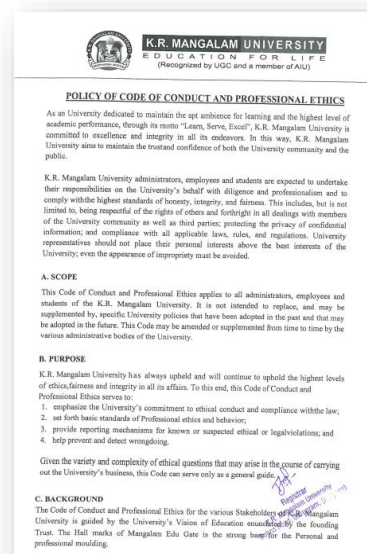 K.R. MANGALAM UNIVERSITY
EDUCATION FOR LIFE
(Recognized by UGC and a member of AIU)
POLICY OF CODE OF CONDUCT AND PROFESSIONAL ETHICS
As an University dedicated to maintain the apt ambience for learning and the highest level of
academic performance, through its motto "Learn, Serve, Excel", K.R. Mangalam University is
committed to excellence and integrity in all its endeavors. In this way, K.R. Mangalam
University aims to maintain the trustand confidence of both the University community and the
public.
K.R. Mangalam University administrators, employees and students are expected to undertake
their responsibilities on the University's behalf with diligence and professionalism and to
comply withthe highest standards of honesty, integrity, and fairness. This includes, but is not
limited to, being respectful of the rights of others and forthright in all dealings with members
of the University community as well as third parties; protecting the privacy of confidential
information; and compliance with all applicable laws, rules, and regulations. University
representatives should not place their personal interests above the best interests of the
University; even the appearance of impropriety must be avoided.
A. SCOPE
This Code of Conduct and Professional Ethics applies to all administrators, employees and
students of the K.R. Mangalam University. It is not intended to replace, and may be
supplemented by, specific University policies that have been adopted in the past and that may
be adopted in the future. This Code may be amended or supplemented from time to time by the
various administrative bodies of the University.
B. PURPOSE
K.R. Mangalam University has always upheld and will continue to uphold the highest levels
of ethics,fairness and integrity in all its affairs. To this end, this Code of Conduct and
Professional Ethics serves to:
1. emphasize the University's commitment to ethical conduct and compliance withthe law;
2. set forth basic standards of Professional ethics and behavior;
3. provide reporting mechanisms for known or suspected ethical or legalviolations; and
4. help prevent and detect wrongdoing.
Given the variety and complexity of ethical questions that may arise in the course of carrying
out the University's business, this Code can serve only as a general guide.
Registrar
K.R. Mangalam University
C. BACKGROUND
The Code of Conduct and Professional Ethics for the various Stakeholders of K.R. Mangalam
University is guided by the University's Vision of Education enunciated by the founding
Trust. The Hall marks of Mangalam Edu Gate is the strong base for the Personal and
professional moulding.